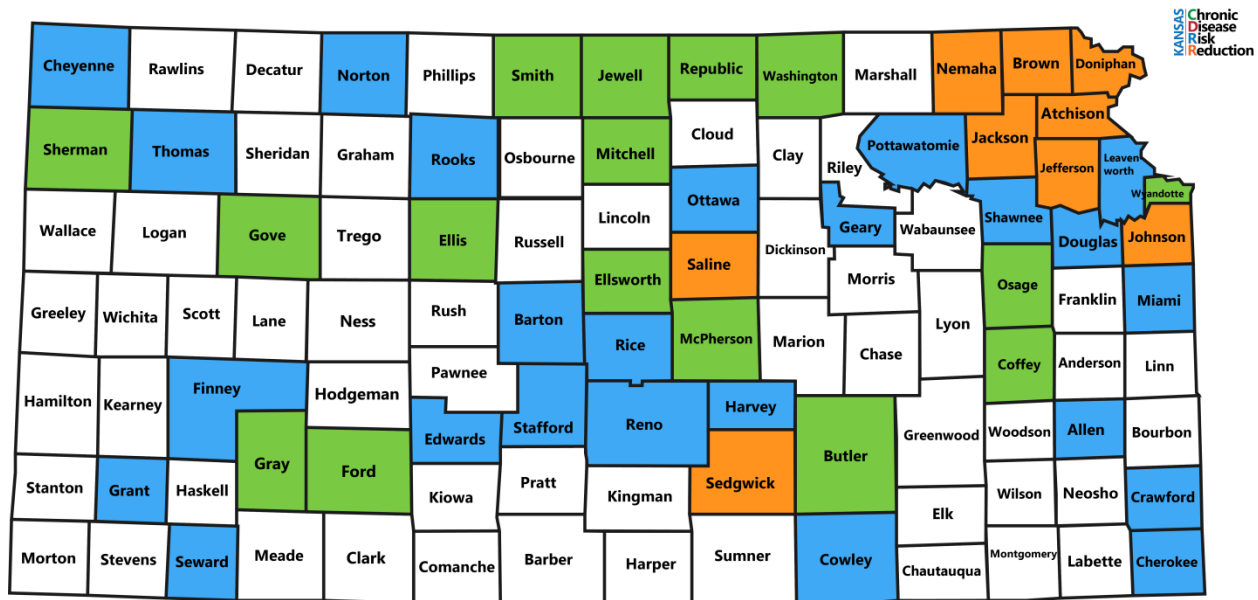 KANSAS
Chronic
Disease
Risk
Reduction
Cheyenne
Rawlins
Decatur
Norton
Phillips
Smith
Jewell
Republic
Washington
Marshall
Nemaha
Brown
Doniphan
Sherman
Thomas
Sheridan
Graham
Rooks
Osbourne
Mitchell
Cloud
Clay
Riley
Pottawatomie
Jackson
Atchison
Jefferson
Leaven
worth
Wyandotte
Ottawa
Lincoln
Wallace
Logan
Gove
Trego
Ellis
Russell
Ellsworth
Saline
Dickinson
Geary
Wabaunsee
Shawnee
Douglas
Johnson
Morris
Osage
Franklin
Miami
Greeley
Wichita
Scott
Lane
Ness
Rush
Barton
Rice
McPherson
Marion
Chase
Lyon
Coffey
Anderson
Linn
Hamilton
Kearney
Finney
Hodgeman
Pawnee
Edwards
Stafford
Reno
Harvey
Butler
Greenwood
Woodson
Allen
Bourbon
Gray
Ford
Stanton
Grant
Haskell
Kiowa
Pratt
Kingman
Sedgwick
Elk
Wilson
Neosho
Crawford
Morton
Stevens
Seward
Meade
Clark
Comanche
Barber
Harper
Sumner
Cowley
Chautauqua
Montgomery
Labette
Cherokee